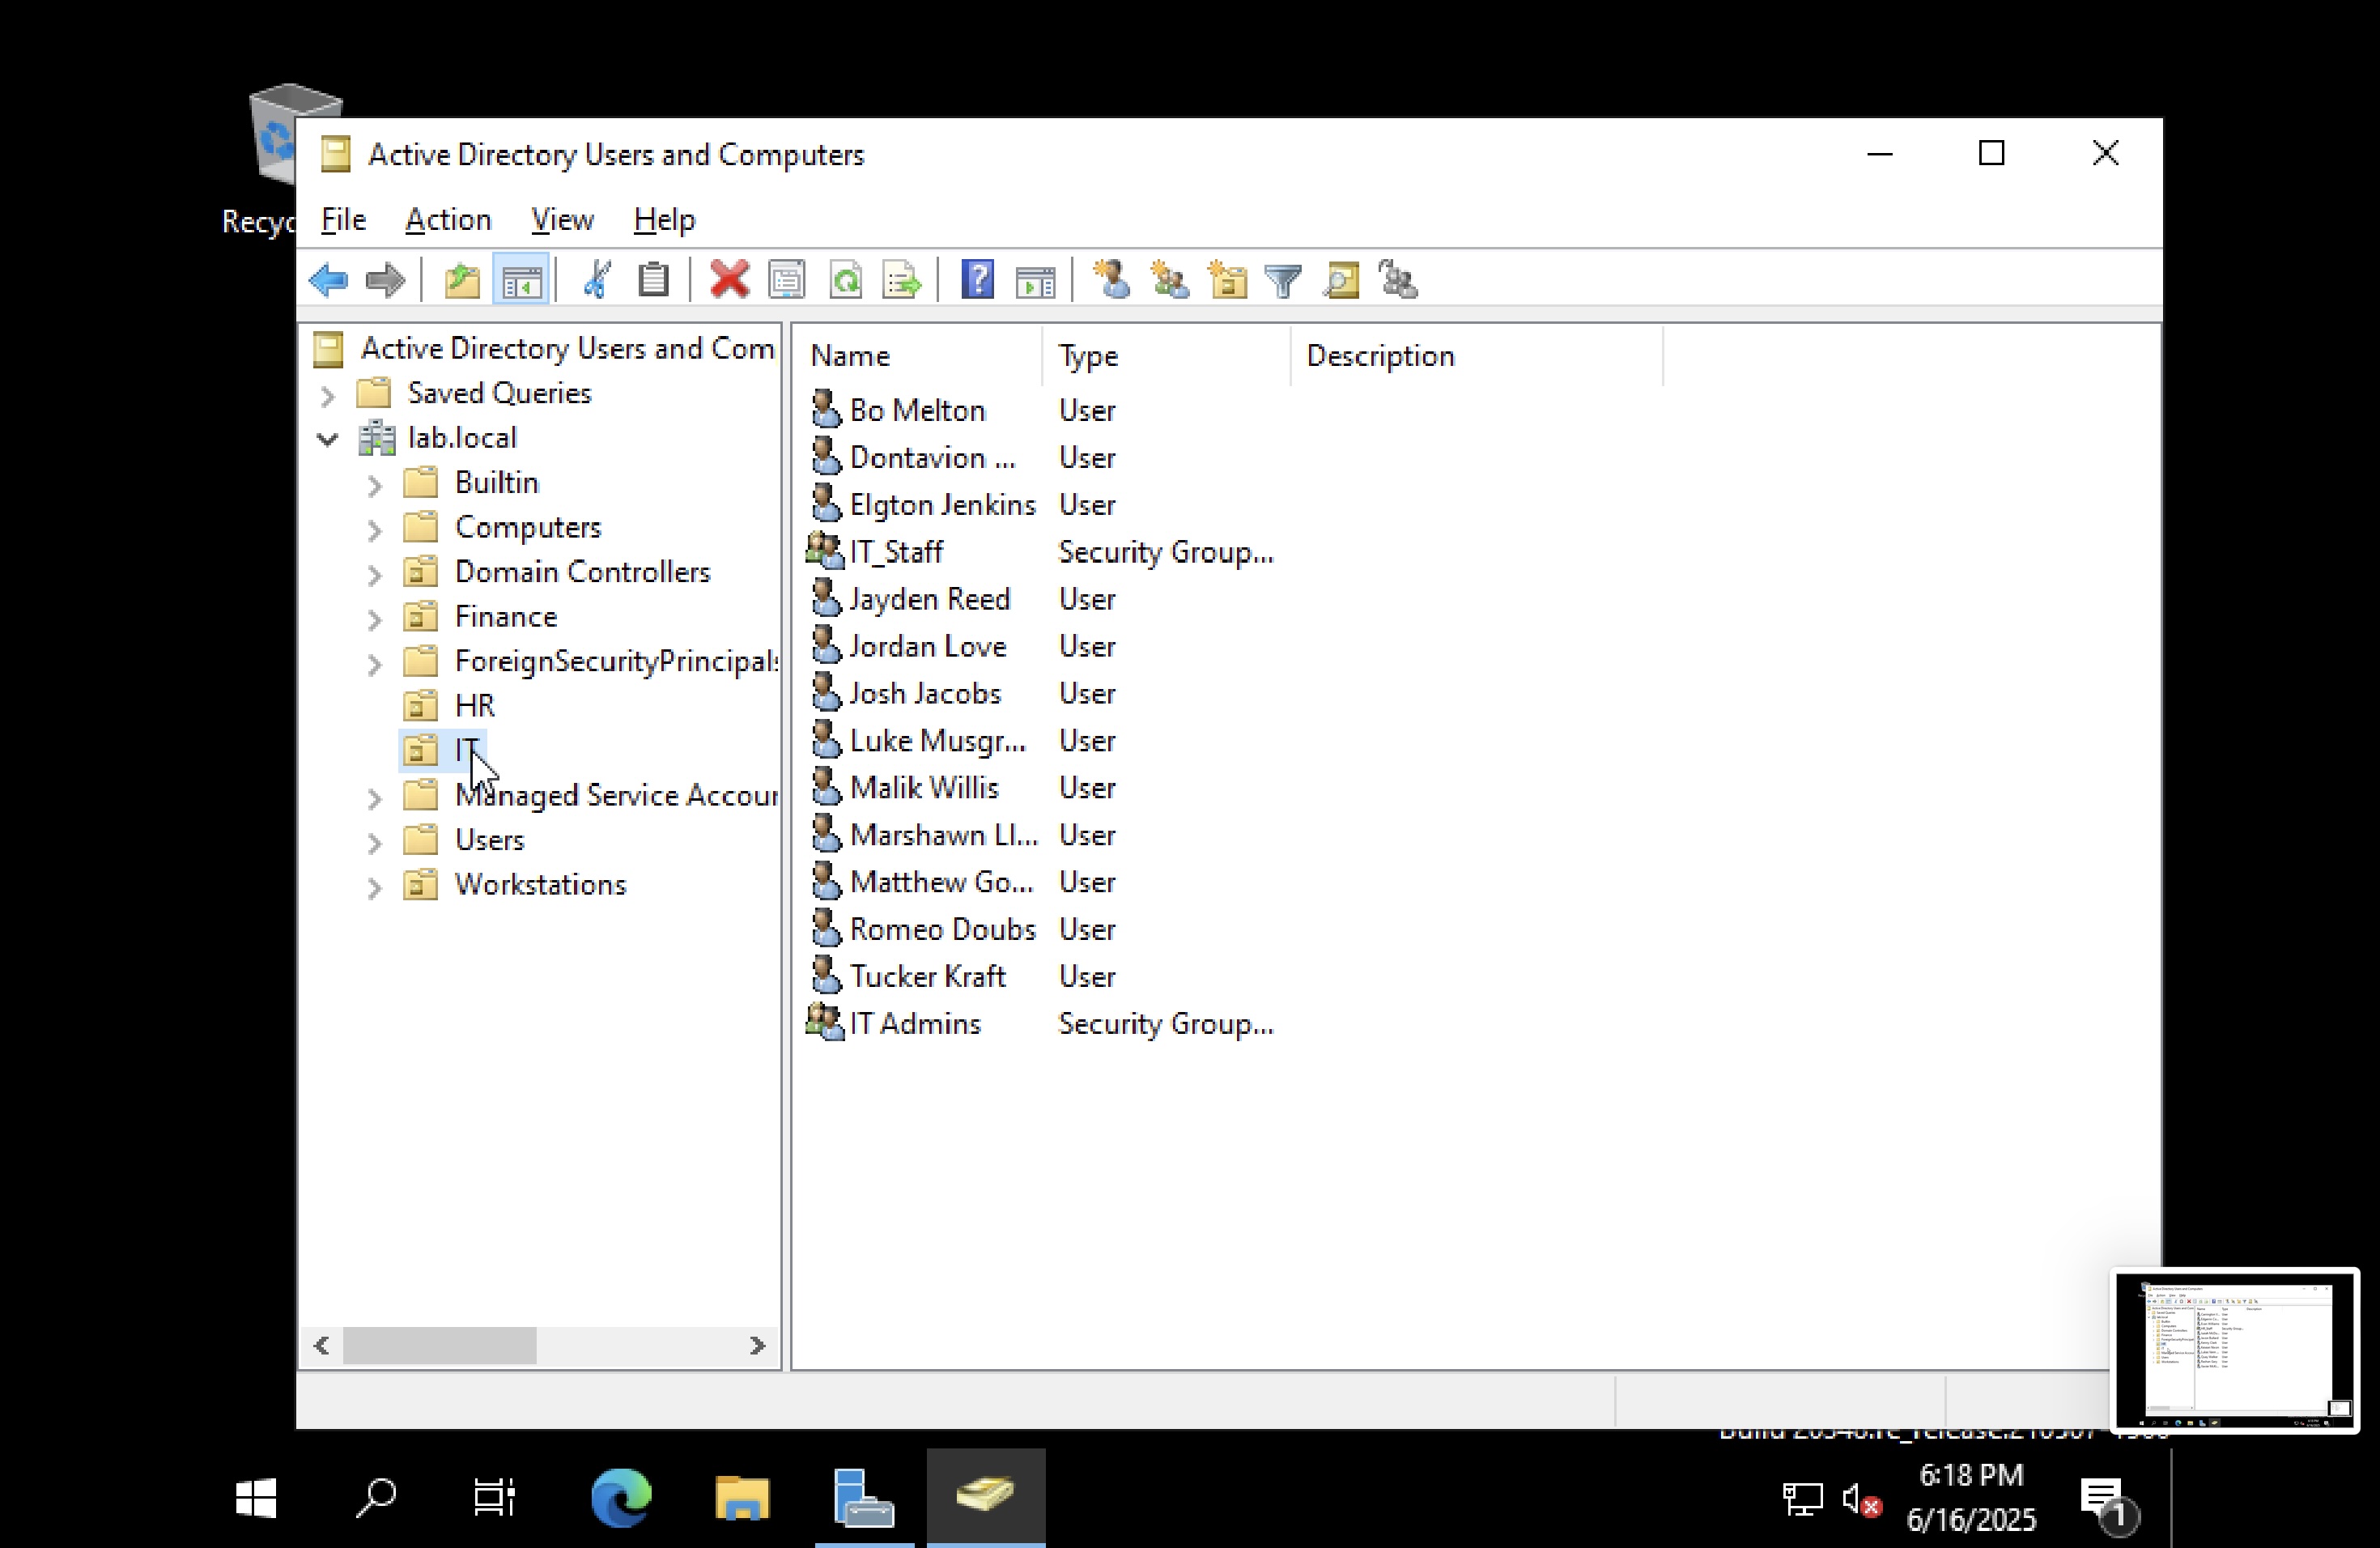 Recyc
Active Directory Users and Computers
File Action View Help
Active Directory Users and Com
Saved Queries
lab.local
Builtin
Computers
Domain Controllers
Finance
ForeignSecurityPrincipals
HR
IT
Managed Service Accour
Users
Workstations
Name Type Description
Bo Melton User
Dontavion ... User
Elgton Jenkins User
IT_Staff Security Group...
Jayden Reed User
Jordan Love User
Josh Jacobs User
Luke Musgr... User
Malik Willis User
Marshawn Ll... User
Matthew Go... User
Romeo Doubs User
Tucker Kraft User
IT Admins Security Group...
6:18 PM
6/16/2025
1